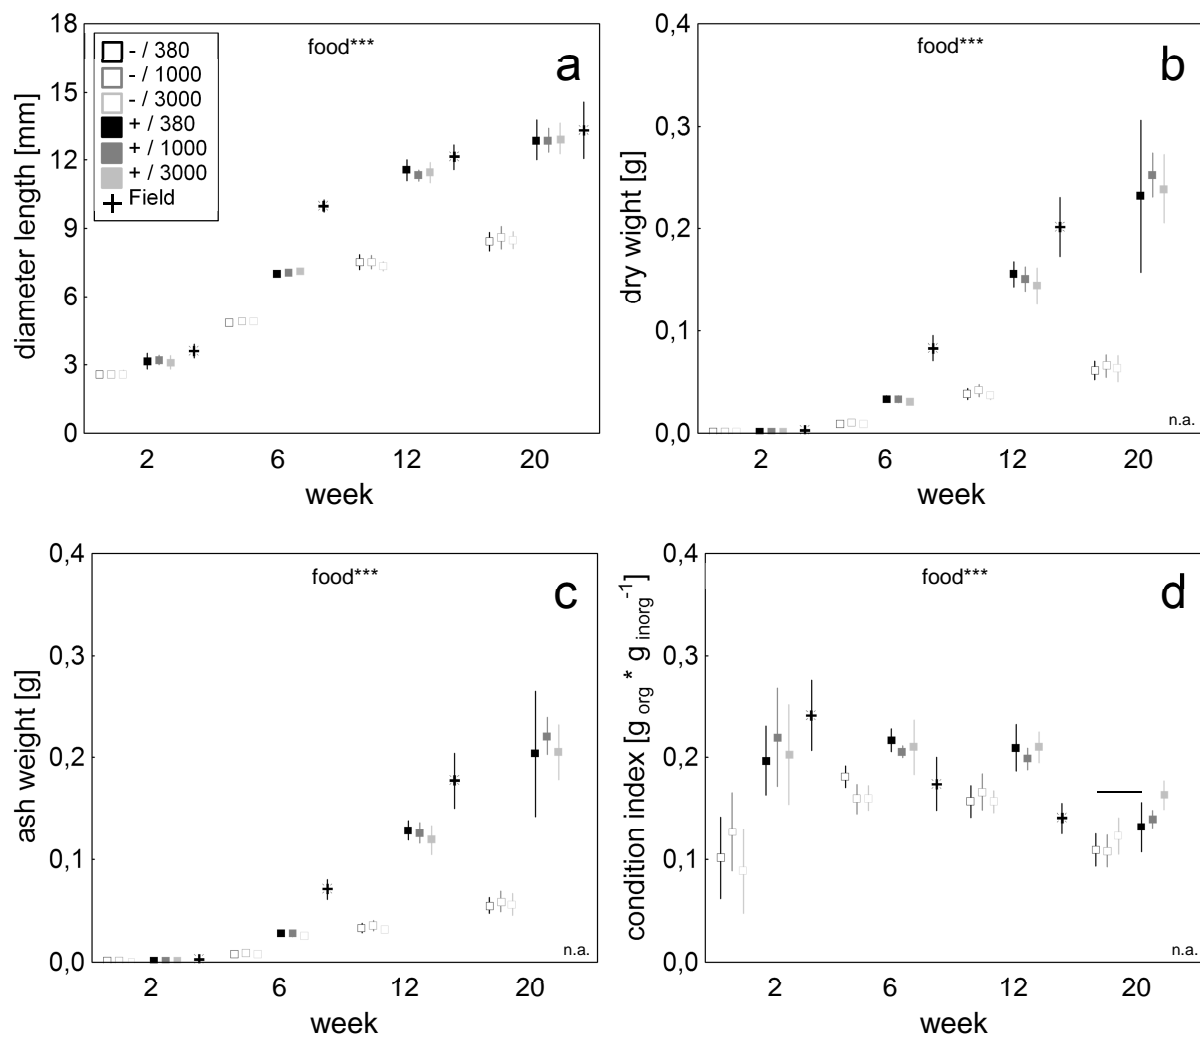 18
15
12
9
6
3
0
diameter length [mm]
- / 380
- / 1000
- / 3000
+ / 380
+ / 1000
+ / 3000
Field
food***
a
2 6 12 20
week
0,4
0,3
0,2
0,1
0,0
dry wight [g]
food***
b
n.a.
2 6 12 20
week
0,4
0,3
0,2
0,1
0,0
ash weight [g]
food***
c
n.a.
2 6 12 20
week
0,4
0,3
0,2
0,1
0,0
condition index [g org * g inorg -1]
food***
d
n.a.
2 6 12 20
week